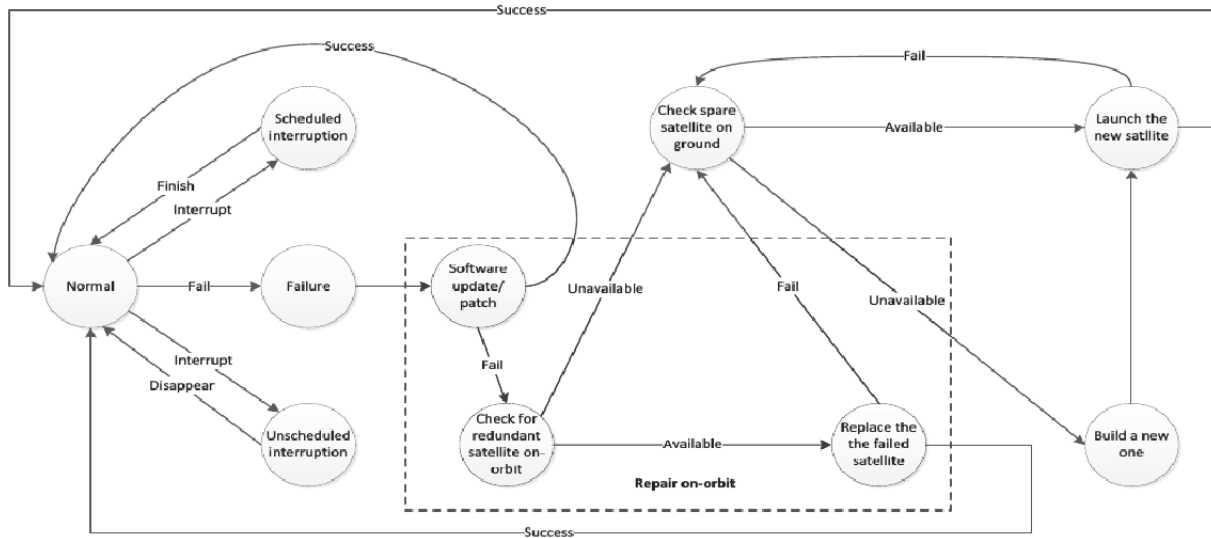 Success
Success
Fail
Scheduled
interruption
Check spare
satellite on
ground
Available
Launch the
new satllite
Finish
Interrupt
Normal
Fail
Failure
Software
update/
patch
Unavailable
Fail
Unavailable
Interrupt
Disappear
Fail
Unscheduled
interruption
Check for
redundant
satellite on-
orbit
Available
Replace the
the failed
satellite
Build a new
one
Repair on-orbit
Success